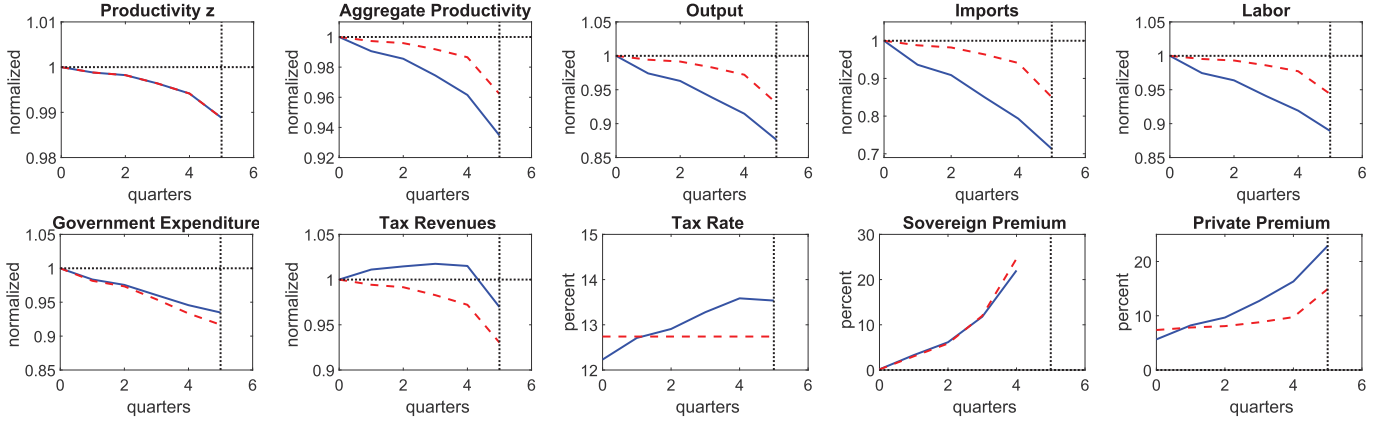 Productivity z
normalized
1.01
1
0.99
0.98
0 2 4 6
quarters
Aggregate Productivity
normalized
1
0.98
0.96
0.94
0.92
0 2 4 6
quarters
Output
normalized
1.05
1
0.95
0.9
0.85
0 2 4 6
quarters
Imports
normalized
1
0.9
0.8
0.7
0 2 4 6
quarters
Labor
normalized
1.05
1
0.95
0.9
0.85
0 2 4 6
quarters
Government Expenditure
normalized
1.05
1
0.95
0.9
0.85
0 2 4 6
quarters
Tax Revenues
normalized
1.05
1
0.95
0.9
0 2 4 6
quarters
Tax Rate
percent
15
14
13
12
0 2 4 6
quarters
Sovereign Premium
percent
30
20
10
0
0 2 4 6
quarters
Private Premium
percent
20
10
0
0 2 4 6
quarters